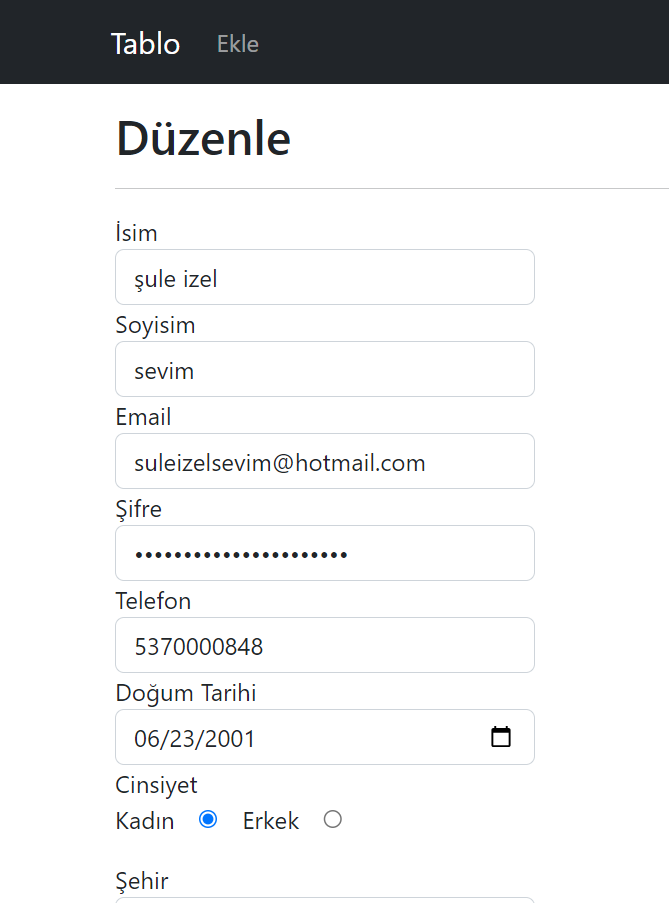 Tablo Ekle
Düzenle
İsim
şule izel
Soyisim
sevim
Email
suleizelsevim@hotmail.com
Şifre
••••••••••••••••••••••
Telefon
5370000848
Doğum Tarihi
06/23/2001
Cinsiyet
Kadın Erkek
Şehir